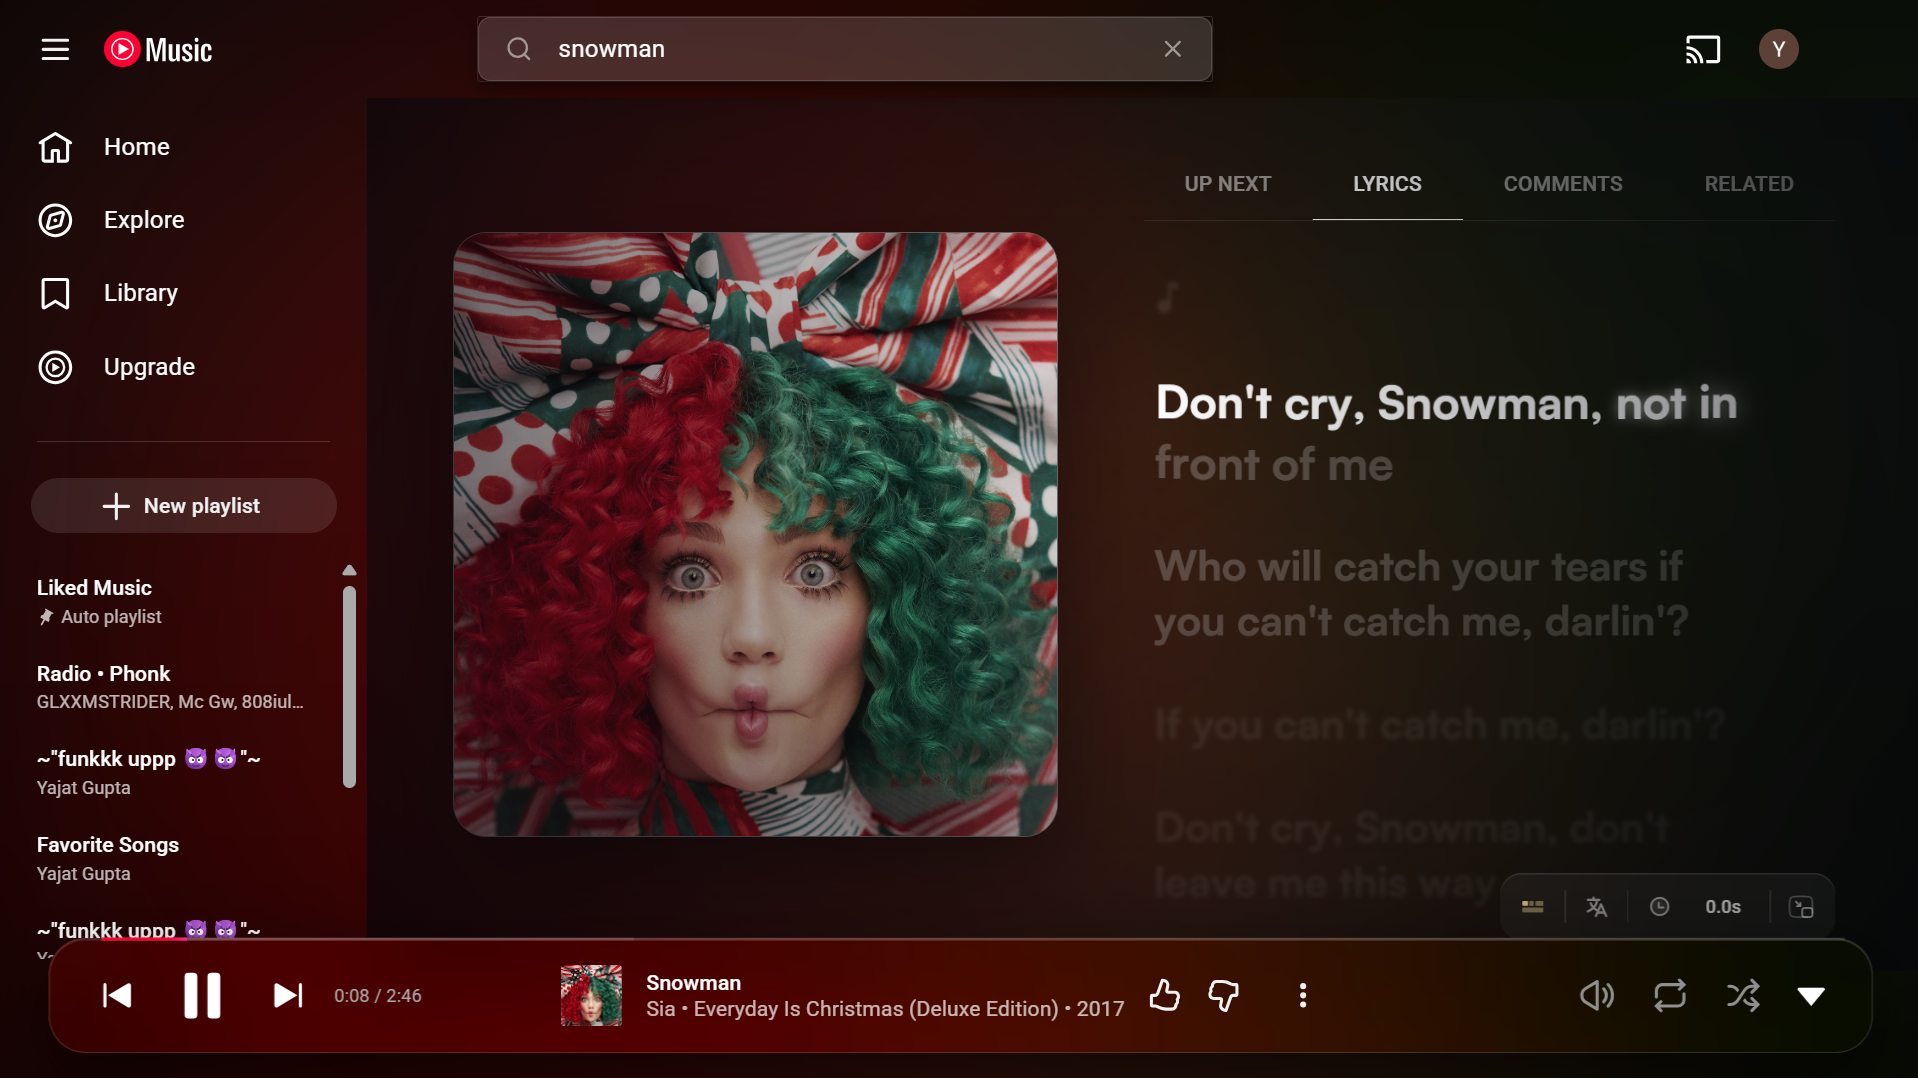 Music
snowman
Y
Home
Explore
Library
Upgrade
New playlist
Liked Music
Auto playlist
Radio • Phonk
GLXXMSTRIDER, Mc Gw, 808iul...
~"funkkk uppp 😈 😈"~
Yajat Gupta
Favorite Songs
Yajat Gupta
~"funkkk uppp 😈 😈"~
UP NEXT
LYRICS
COMMENTS
RELATED
Don't cry, Snowman, not in
front of me
Who will catch your tears if
you can't catch me, darlin'?
If you can't catch me, darlin'?
Don't cry, Snowman, don't
leave me this way
0.0s
0:08 / 2:46
Snowman
Sia • Everyday Is Christmas (Deluxe Edition) • 2017